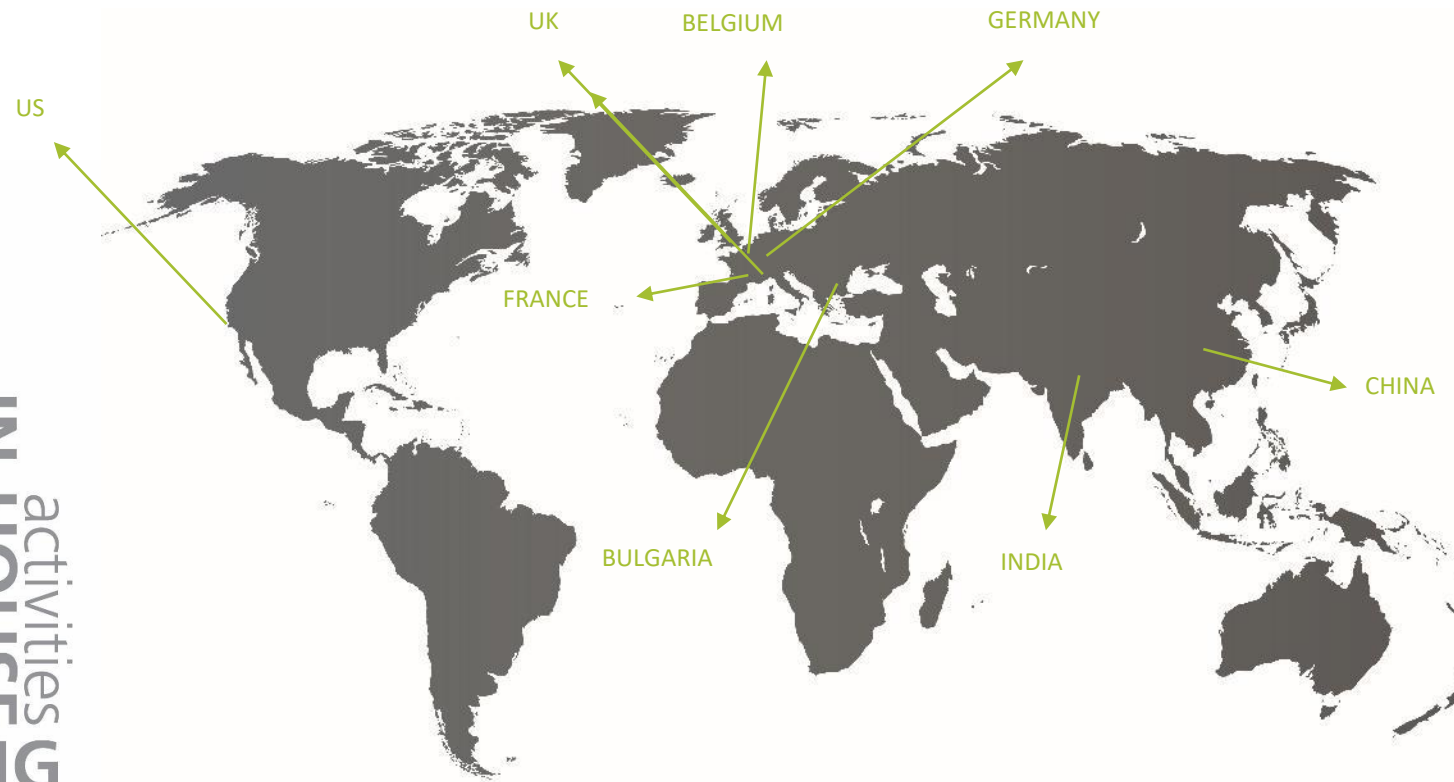 UK
BELGIUM
GERMANY
US
FRANCE
CHINA
BULGARIA
INDIA
activities